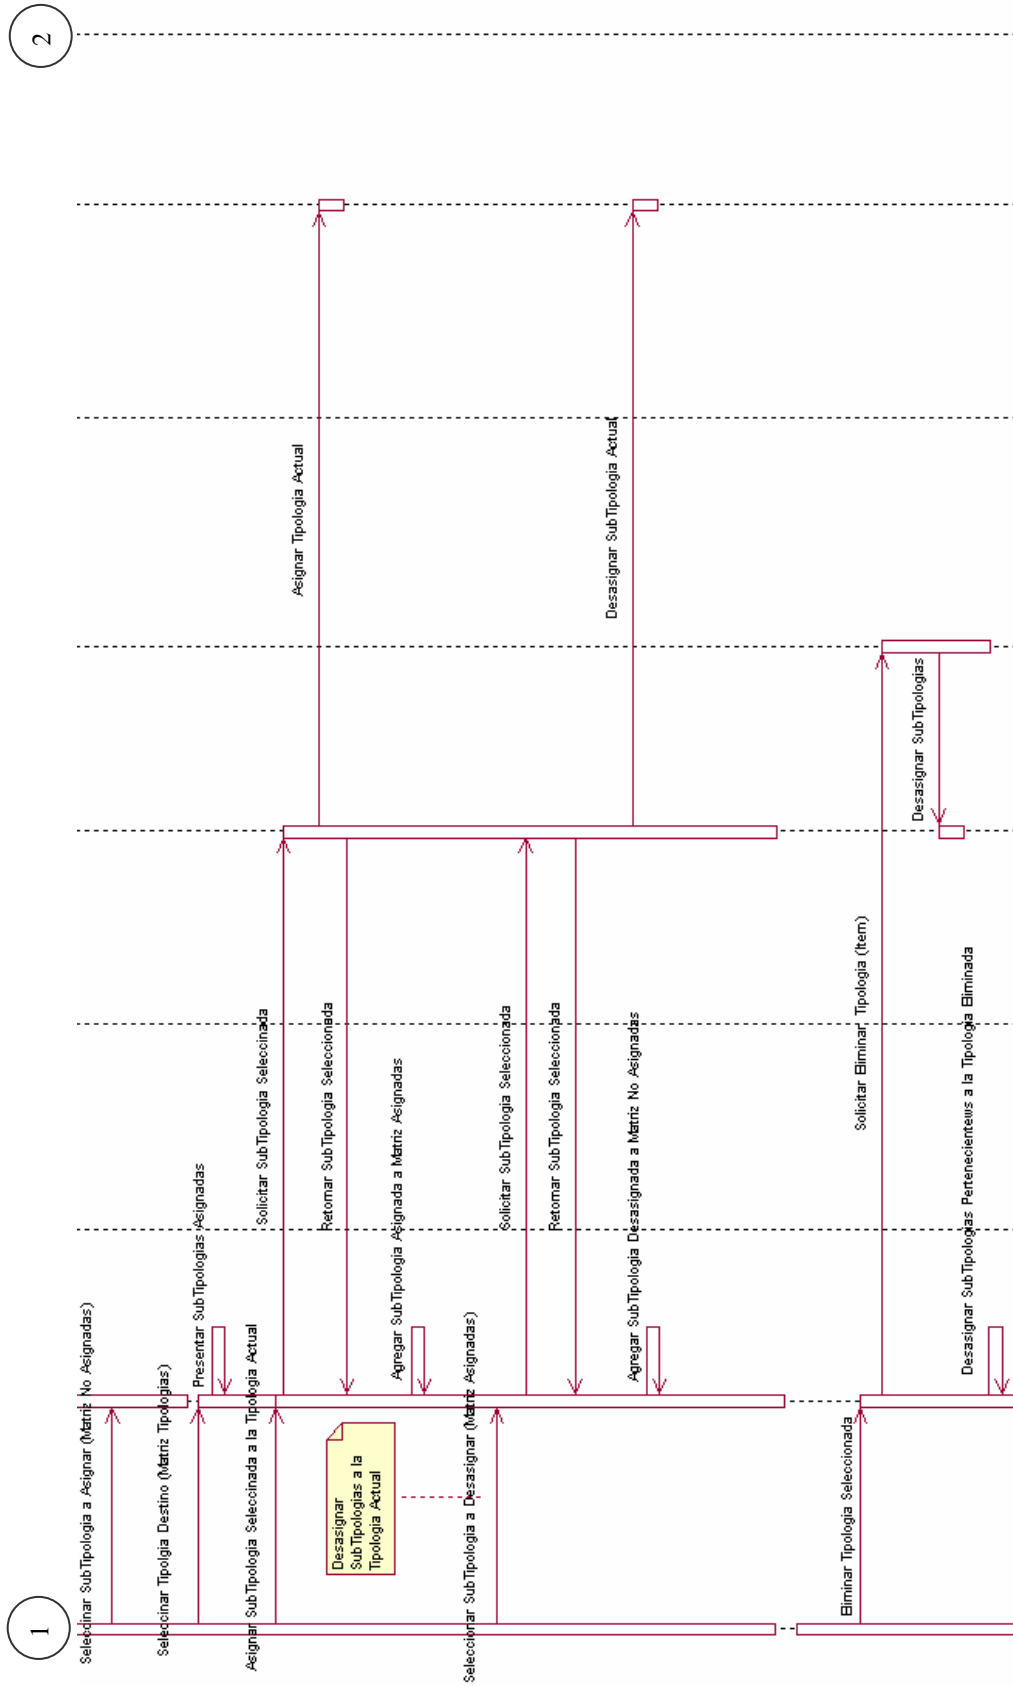 1
2
Seleccinar SubTipologia a Asignar (Matriz No Asignadas)
Seleccinar Tipolgia Destino (Matriz Tipologias)
Presentar SubTipologias Asignadas
Asignar SubTipologia Seleccinada a la Tipologia Actual
Solicitar SubTipologia Seleccinada
Asignar Tipologia Actual
Retornar SubTipologia Seleccionada
Desasignar
SubTipologias a la
Tipologia Actual
Agregar SubTipologia Asignada a Matriz Asignadas
Seleccionar SubTipologia a Desasignar (Matriz Asignadas)
Solicitar SubTipologia Seleccionada
Retornar SubTipologia Seleccionada
Desasignar SubTipologia Actual
Agregar SubTipologia Desasignada a Matriz No Asignadas
Eliminar Tipologia Seleccionada
Solicitar Eliminar Tipologia (Item)
Desasignar SubTipologias
Desasignar SubTipologias Pertenecientews a la Tipologia Eliminada